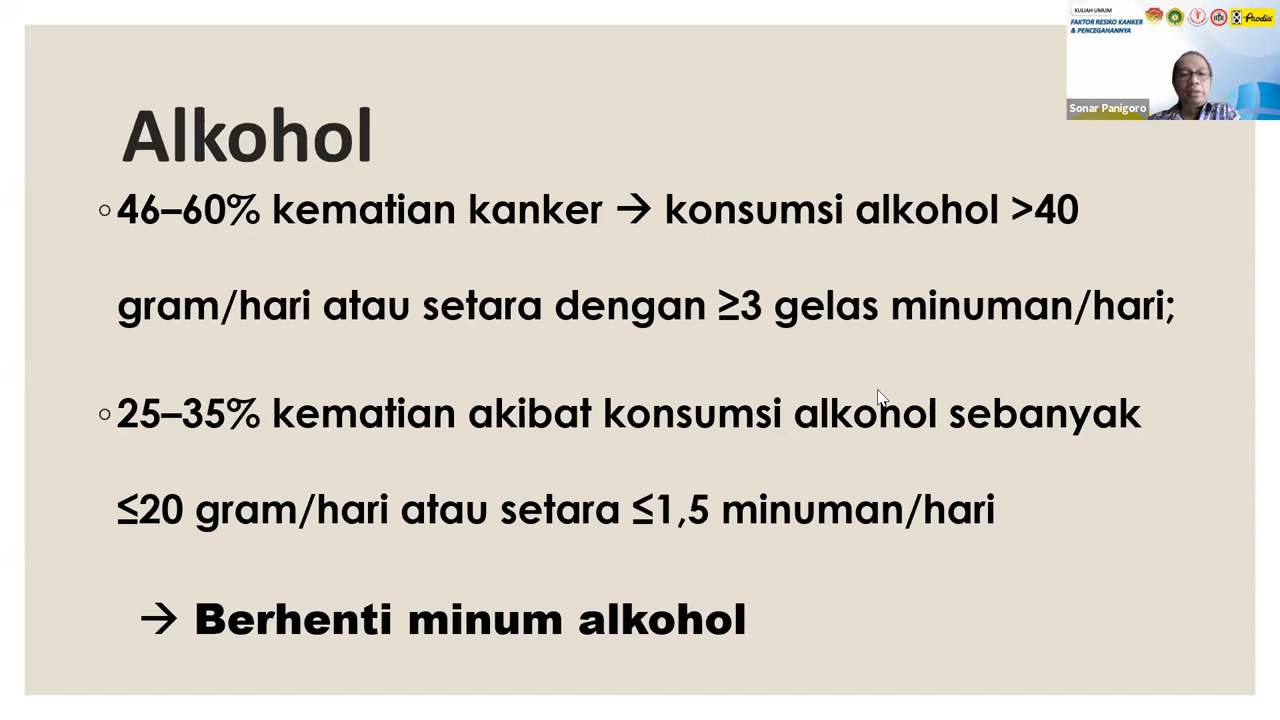 KULIAH UMUM
FAKTOR RESIKO KANKER
& PENCEGAHANNYA
Prodia
Sonar Panigoro
Alkohol
◦46–60% kematian kanker → konsumsi alkohol >40
gram/hari atau setara dengan ≥3 gelas minuman/hari;
◦25–35% kematian akibat konsumsi alkohol sebanyak
≤20 gram/hari atau setara ≤1,5 minuman/hari
→ Berhenti minum alkohol